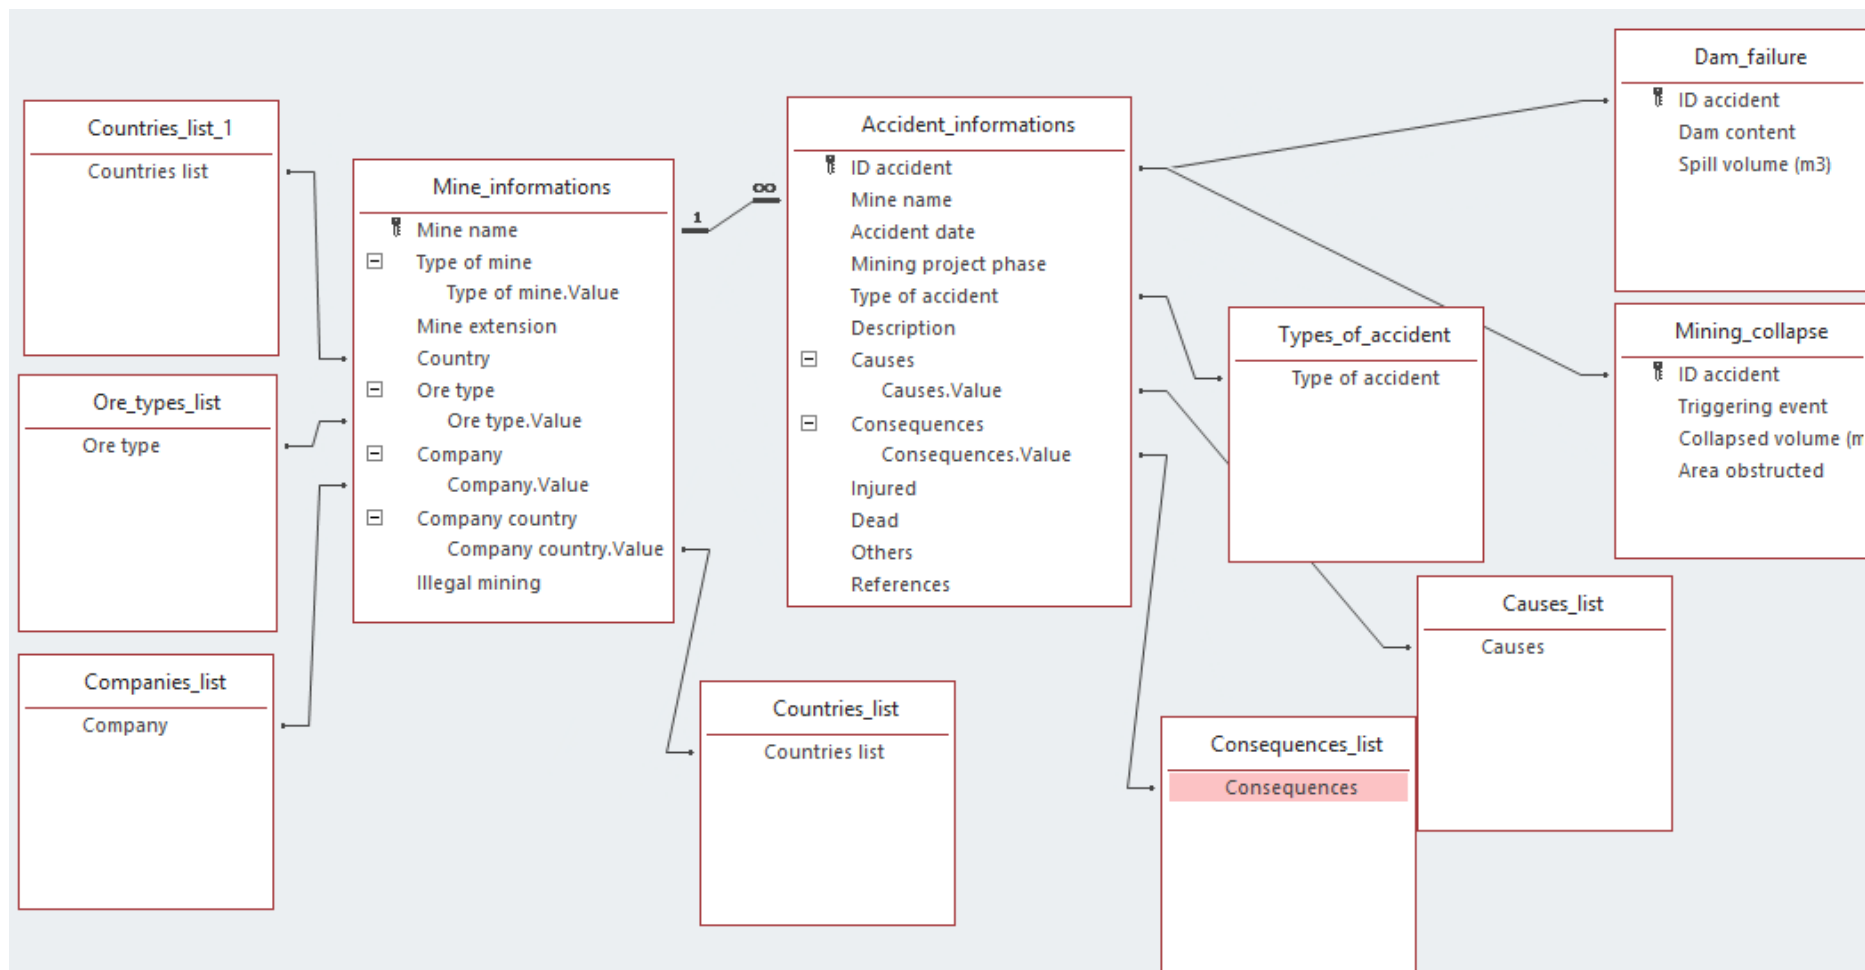 Countries_list_1
Countries list
Ore_types_list
Ore type
Companies_list
Company
Mine_informations
Mine name
Type of mine
Type of mine.Value
Mine extension
Country
Ore type
Ore type.Value
Company
Company.Value
Company country
Company country.Value
Illegal mining
1
∞
Accident_informations
ID accident
Mine name
Accident date
Mining project phase
Type of accident
Description
Causes
Causes.Value
Consequences
Consequences.Value
Injured
Dead
Others
References
Countries_list
Countries list
Types_of_accident
Type of accident
Dam_failure
ID accident
Dam content
Spill volume (m3)
Mining_collapse
ID accident
Triggering event
Collapsed volume (m
Area obstructed
Causes_list
Causes
Consequences_list
Consequences